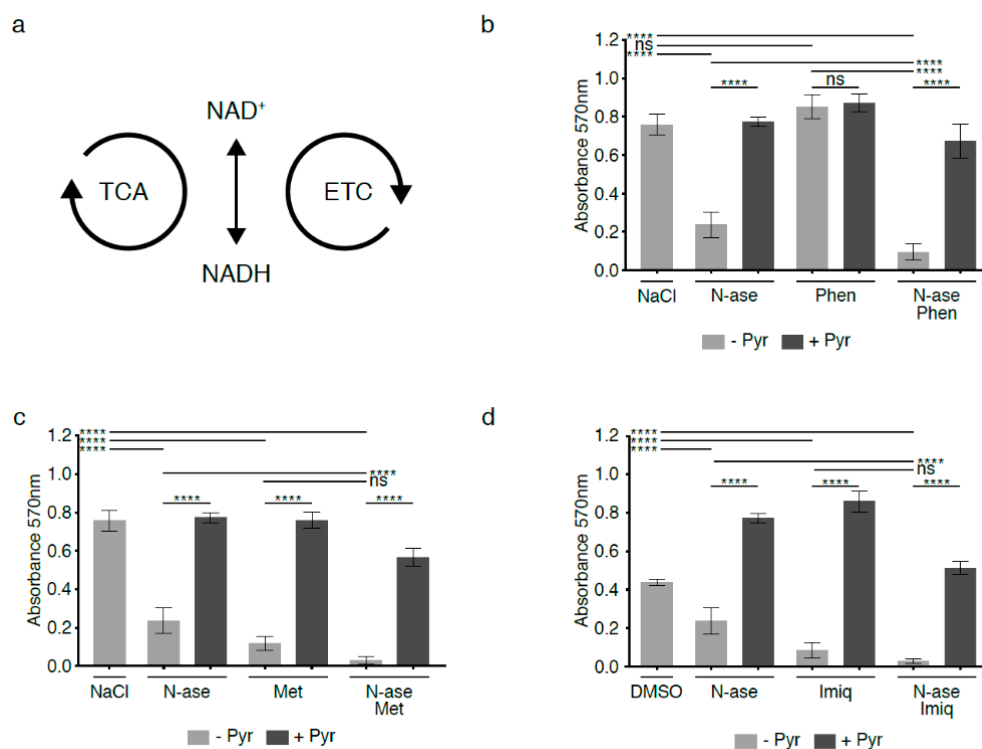 a
NAD+
TCA
ETC
NADH
b
Absorbance 570nm
1.2
1.0
0.8
0.6
0.4
0.2
0.0
****
ns
****
****
****
****
ns
****
NaCl
N-ase
Phen
N-ase
Phen
- Pyr
+ Pyr
c
Absorbance 570nm
1.2
1.0
0.8
0.6
0.4
0.2
0.0
****
****
****
****
ns
****
****
****
NaCl
N-ase
Met
N-ase
Met
- Pyr
+ Pyr
d
Absorbance 570nm
1.2
1.0
0.8
0.6
0.4
0.2
0.0
****
****
****
****
ns
****
****
****
DMSO
N-ase
Imiq
N-ase
Imiq
- Pyr
+ Pyr